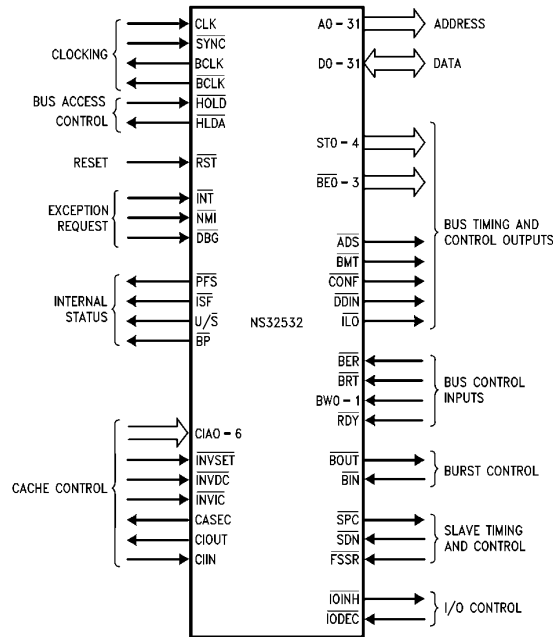 CLOCKING
CLK
SYNC
BCLK
BCLK
BUS ACCESS
CONTROL
HOLD
HLDA
RESET
RST
EXCEPTION
REQUEST
INT
NMI
DBG
INTERNAL
STATUS
PFS
ISF
U/S
BP
CACHE CONTROL
CIA0-6
INVSET
INVDC
INVIC
CASEC
CIOUT
CIIN
NS32532
A0-31
ADDRESS
D0-31
DATA
ST0-4
BE0-3
ADS
BMT
CONF
DDIN
ILO
BUS TIMING AND
CONTROL OUTPUTS
BER
BRT
BW0-1
RDY
BUS CONTROL
INPUTS
BOUT
BIN
BURST CONTROL
SPC
SDN
FSSR
SLAVE TIMING
AND CONTROL
IOINH
IODEC
I/O CONTROL